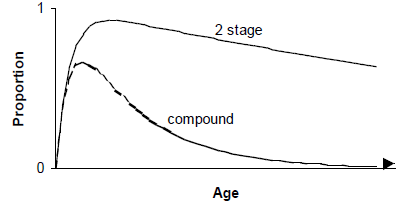 1
2 stage
Proportion
compound
0
Age